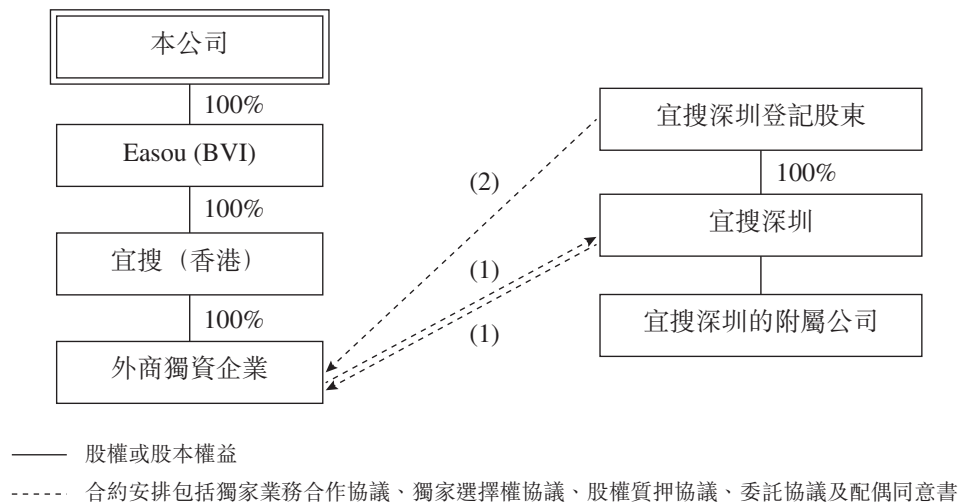 本公司
100%
Easou (BVI)
100%
宜搜（香港）
100%
外商獨資企業
(2)
(1)
(1)
宜搜深圳登記股東
100%
宜搜深圳
宜搜深圳的附屬公司
股權或股本權益
合約安排包括獨家業務合作協議、獨家選擇權協議、股權質押協議、委託協議及配偶同意書